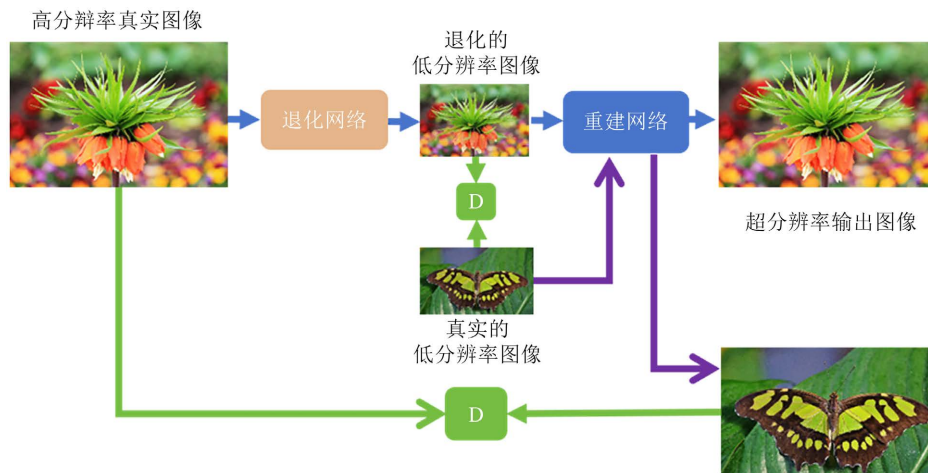 高分辩率真实图像
退化的
低分辨率图像
退化网络
重建网络
D
超分辨率输出图像
真实的
低分辨率图像
D